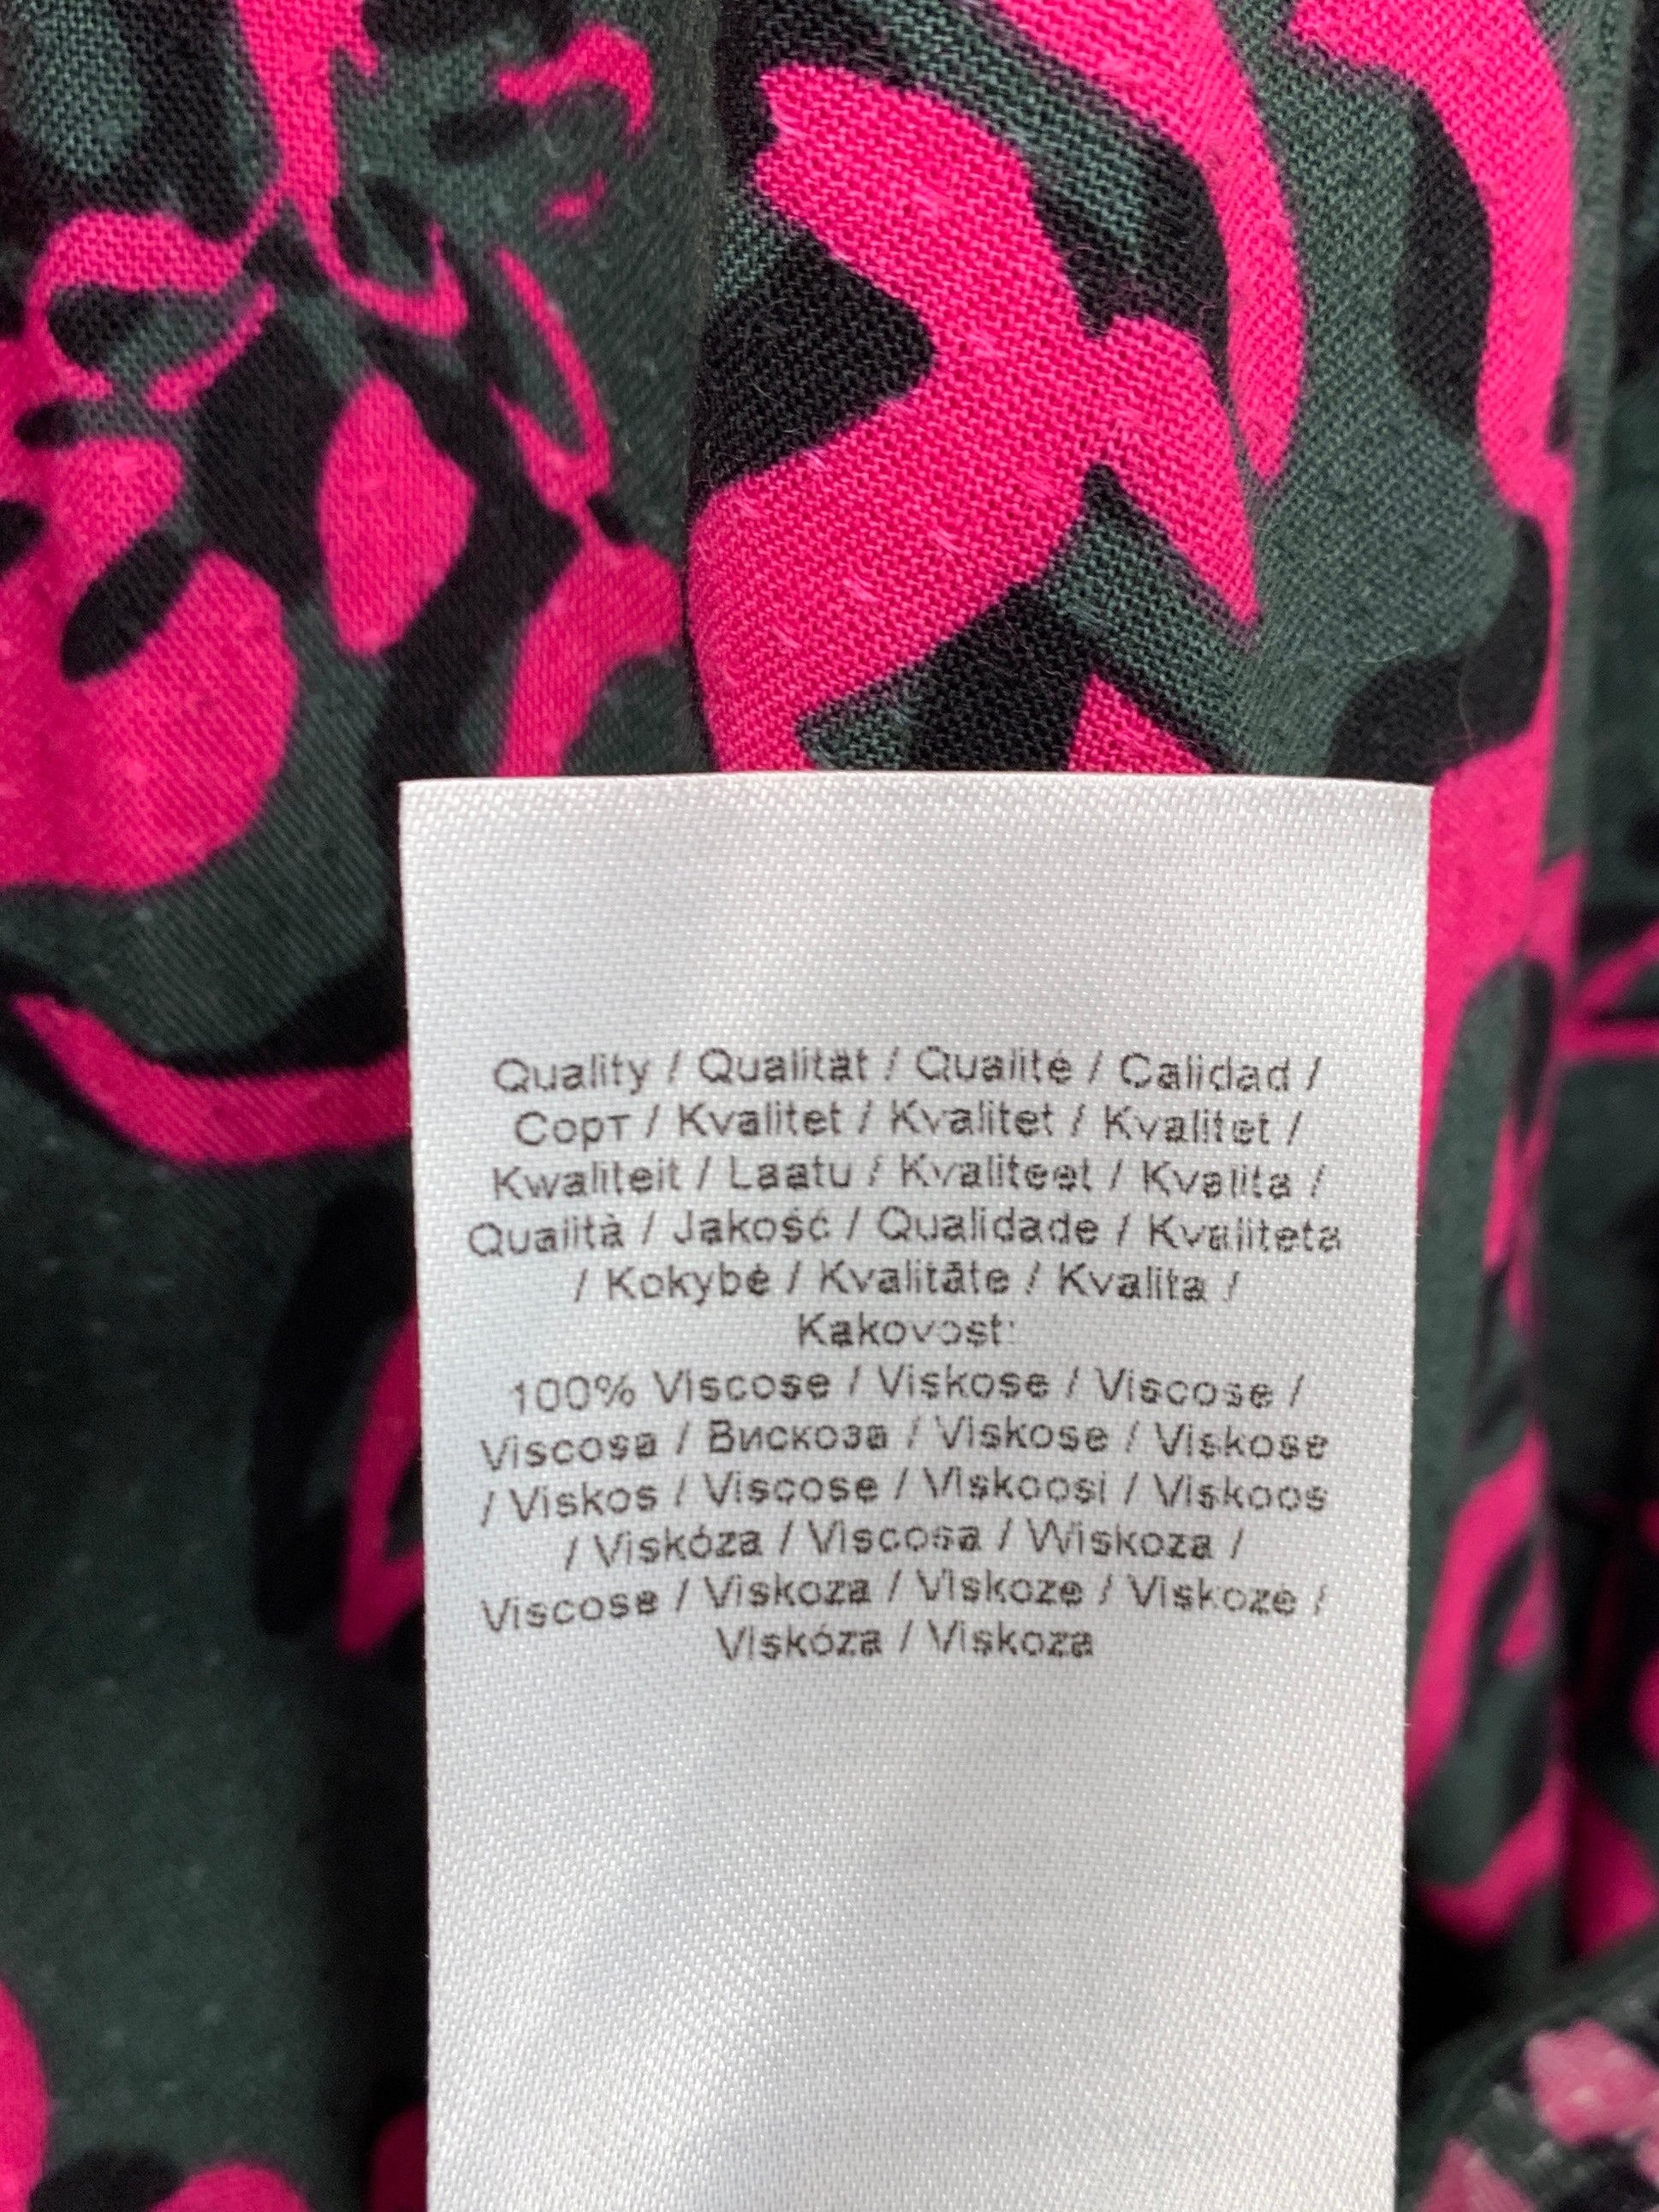 Quality / Qualität / Qualité / Calidad /
Сорт / Kvalitet / Kvalitet / Kvalitet /
Kwaliteit / Laatu / Kvaliteet / Kvalita /
Qualità / Jakość / Qualidade / Kvaliteta
/ Kokybė / Kvalitāte / Kvalita /
Kakovost:
100% Viscose / Viskose / Viscose /
Viscosa / Вискоза / Viskose / Viskose
/ Viskos / Viscose / Viskoosi / Viskoos
/ Viskóza / Viscosa / Wiskoza /
Viscose / Viskoza / Viskoze / Viskoze /
Viskóza / Viskoza